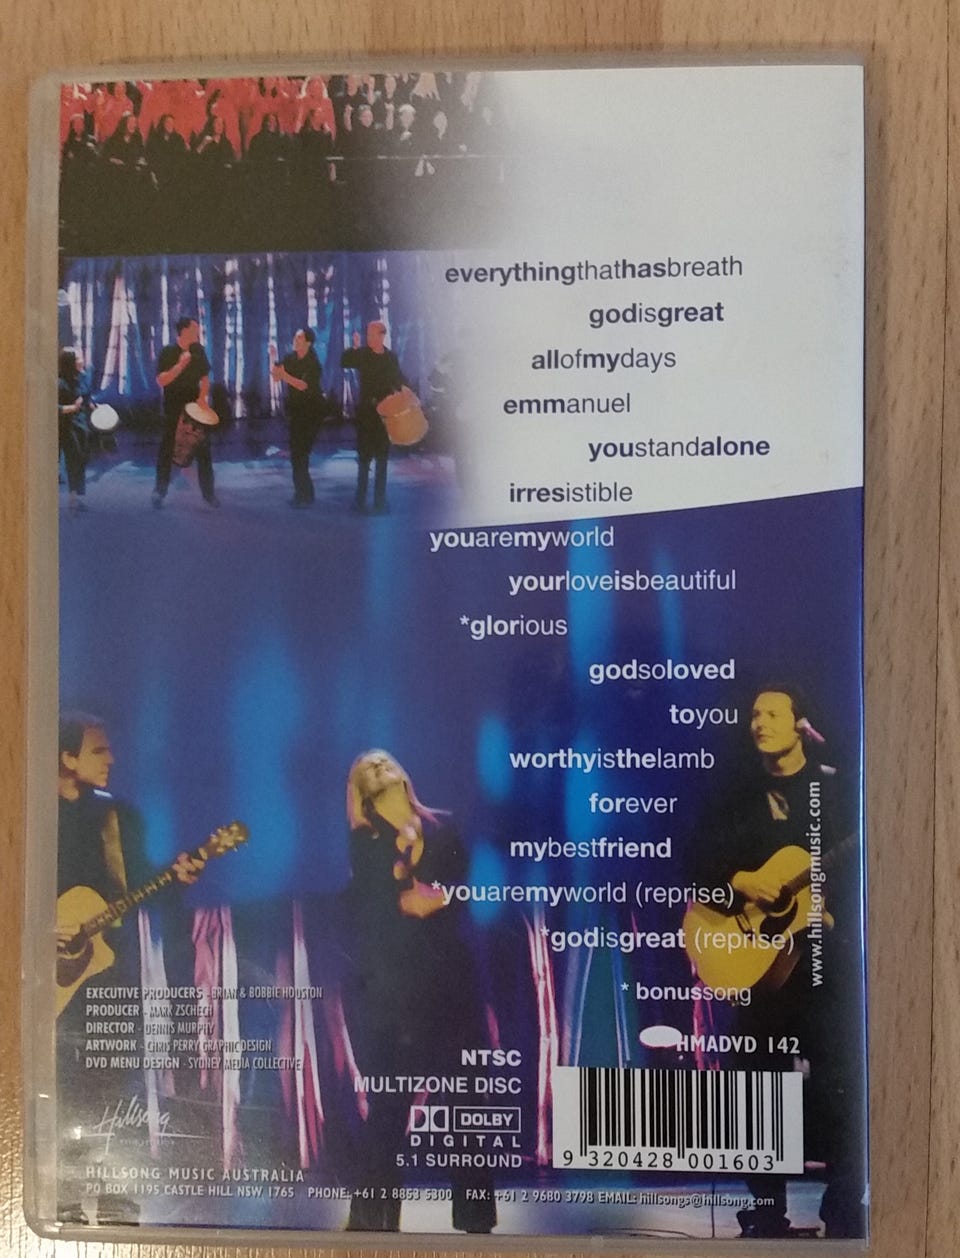 everythingthathasbreath
godisgreat
allofmydays
emmanuel
youstandalone
irresistible
youaremyworld
yourloveisbeautiful
*glorious
godsoloved
toyou
worthyisthelamb
forever
mybestfriend
*youaremyworld (reprise)
*godisgreat (reprise)
* bonussong
www.hillsongmusic.com
EXECUTIVE PRODUCERS - BRIAN & BOBBIE HOUSTON
PRODUCER - MARK ZSCHECH
DIRECTOR - DENNIS MURPHY
ARTWORK - CHRIS PERRY GRAPHIC DESIGN
DVD MENU DESIGN - SYDNEY MEDIA COLLECTIVE
HMADVD 142
NTSC
MULTIZONE DISC
DOLBY
DIGITAL
5.1 SURROUND
9 320428 001603
Hillsong
HILLSONG MUSIC AUSTRALIA
PO BOX 1195 CASTLE HILL NSW 1765 PHONE: +61 2 8853 5300 FAX: +61 2 9680 3798 EMAIL: hillsongs@hillsong.com